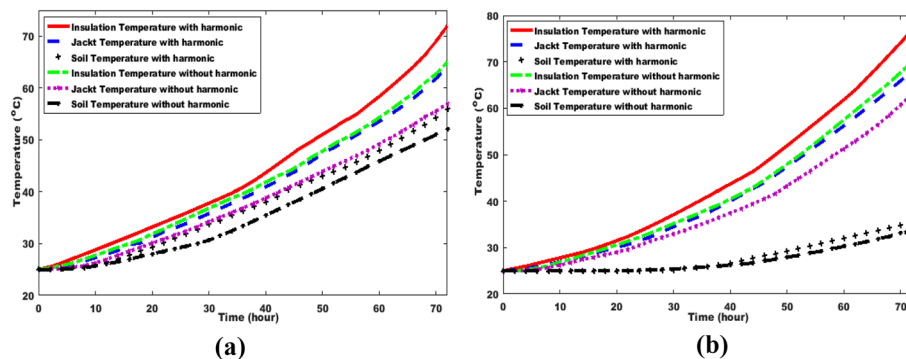 70
60
50
40
30
20
Temperature (°C)
Insulation Temperature with harmonic
Jackt Temperature with harmonic
Soil Temperature with harmonic
Insulation Temperature without harmonic
Jackt Temperature without harmonic
Soil Temperature without harmonic
0 10 20 30 40 50 60 70
Time (hour)
(a)
80
70
60
50
40
30
20
Temperature (°C)
Insulation Temperature with harmonic
Jackt Temperature with harmonic
Soil Temperature with harmonic
Insulation Temperature without harmonic
Jackt Temperature without harmonic
Soil Temperature without harmonic
0 10 20 30 40 50 60 70
Time (hour)
(b)